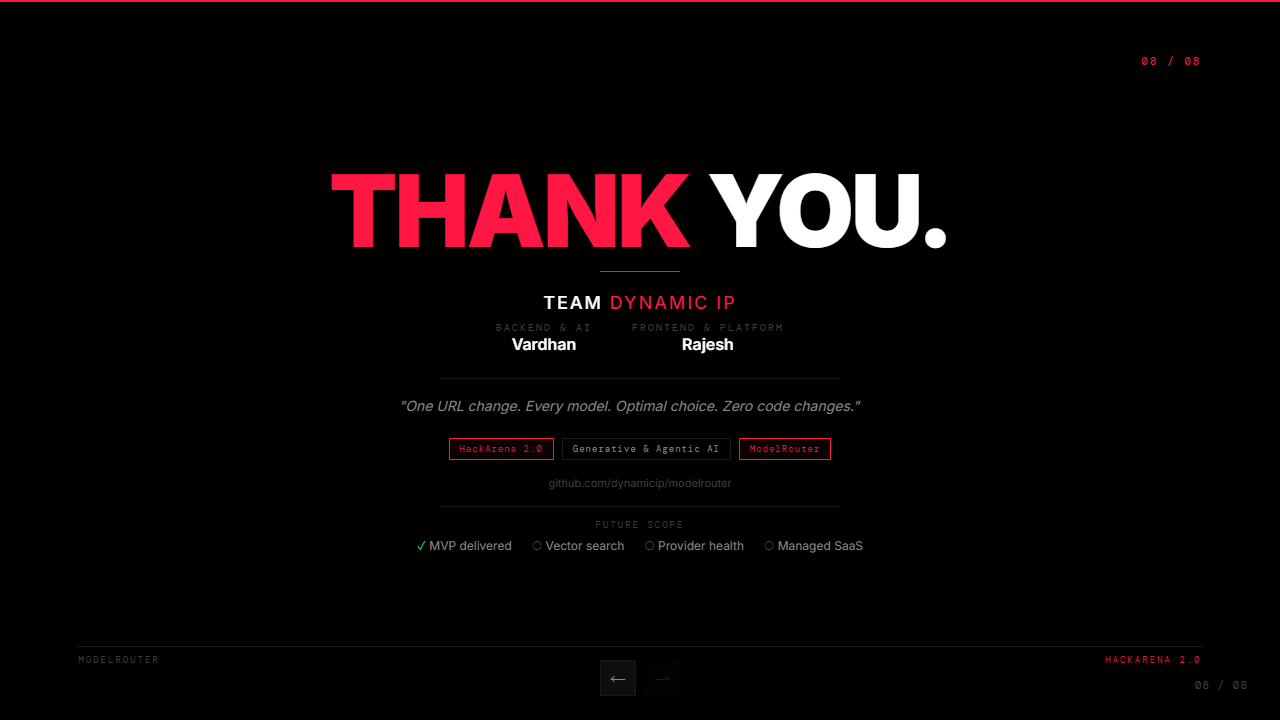 08 / 08
THANK YOU.
TEAM DYNAMIC IP
BACKEND & AI
Vardhan
FRONTEND & PLATFORM
Rajesh
"One URL change. Every model. Optimal choice. Zero code changes."
HackArena 2.0
Generative & Agentic AI
ModelRouter
github.com/dynamicip/modelrouter
FUTURE SCOPE
✓ MVP delivered ○ Vector search ○ Provider health ○ Managed SaaS
MODELROUTER
← →
HACKARENA 2.0
08 / 08